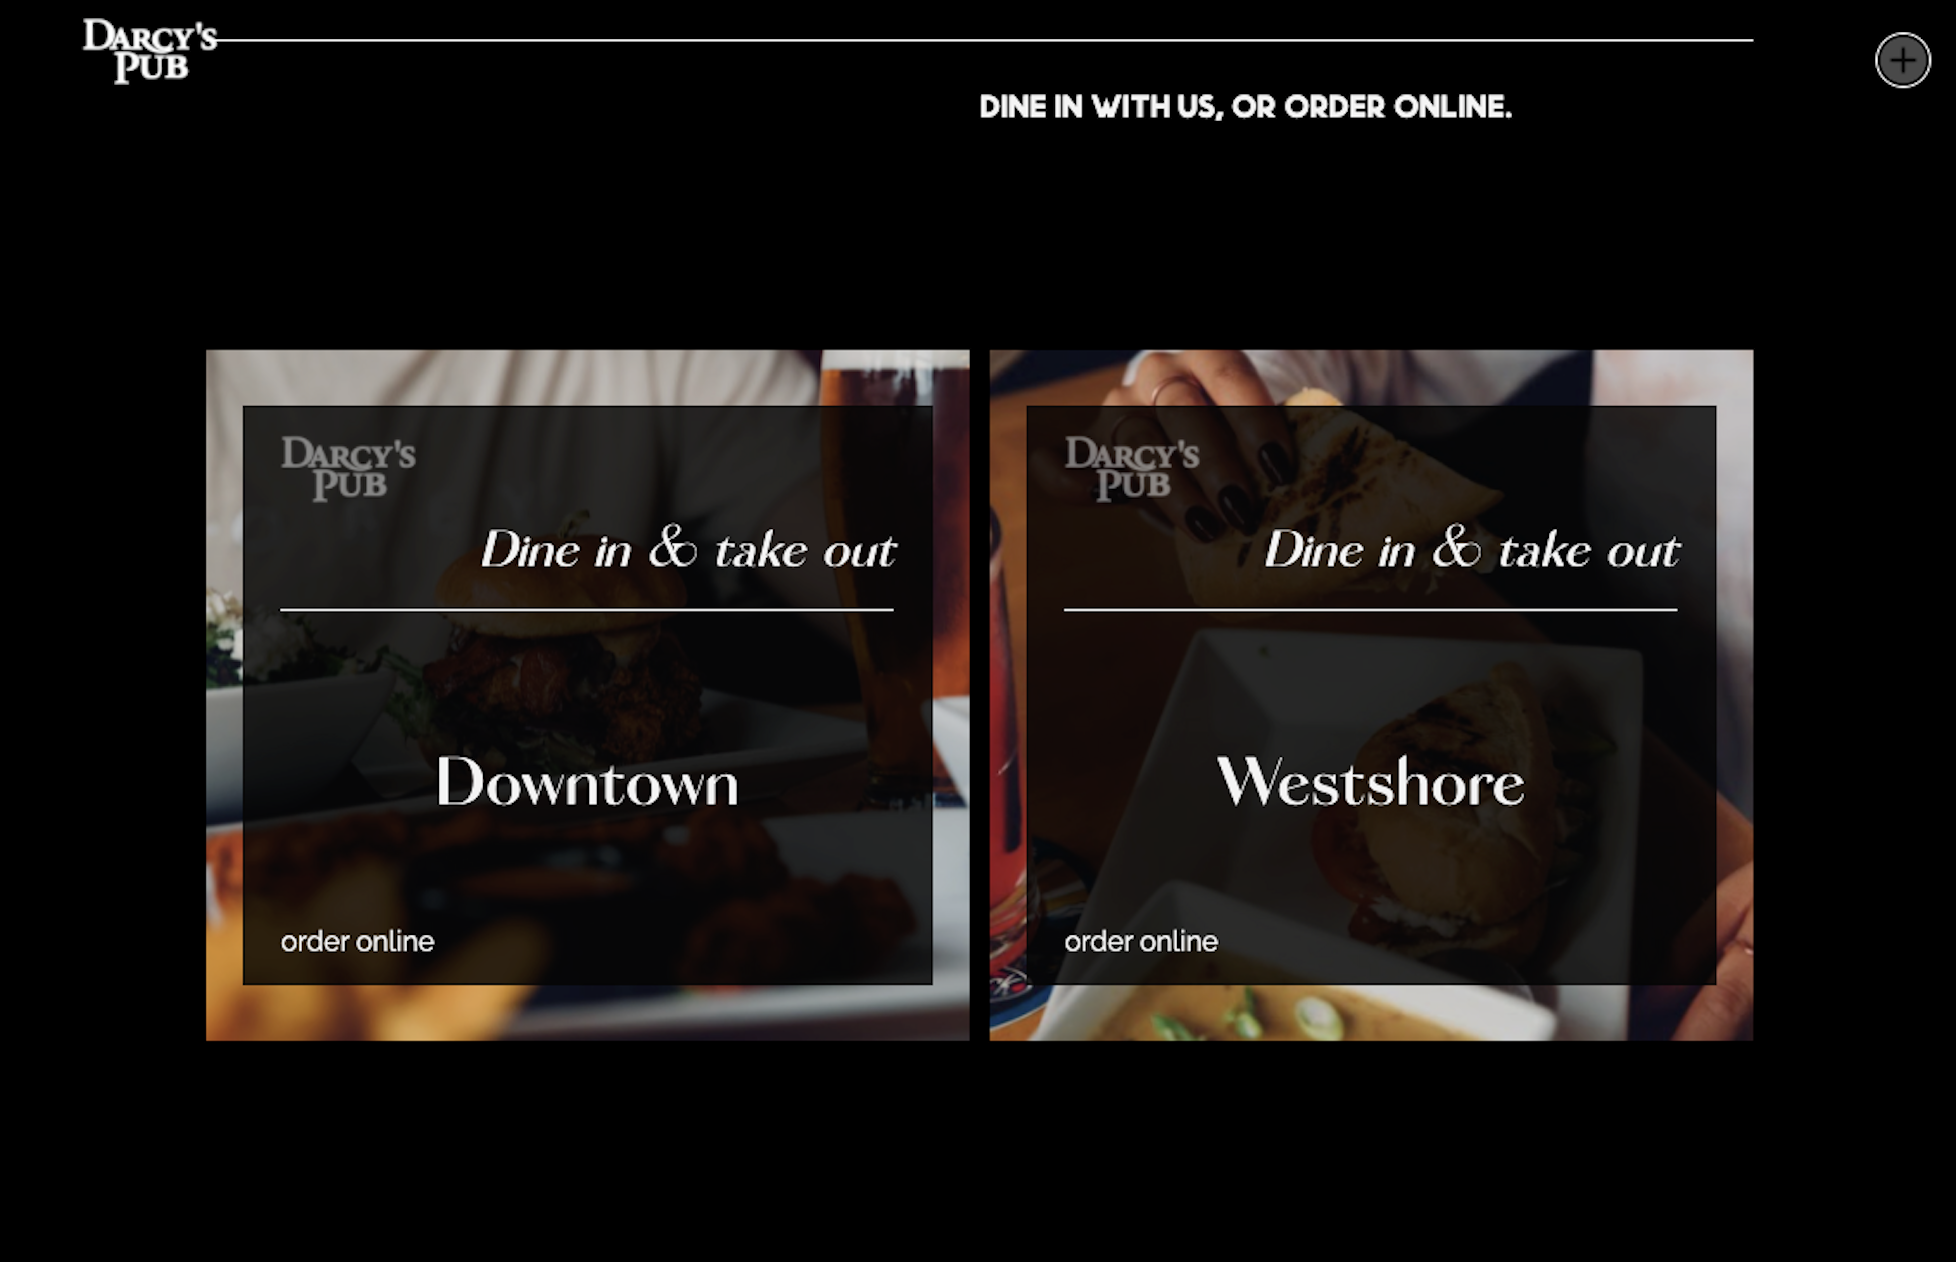 DARCY'S
PUB
DINE IN WITH US, OR ORDER ONLINE.
DARCY'S
PUB
Dine in & take out
Downtown
order online
DARCY'S
PUB
Dine in & take out
Westshore
order online